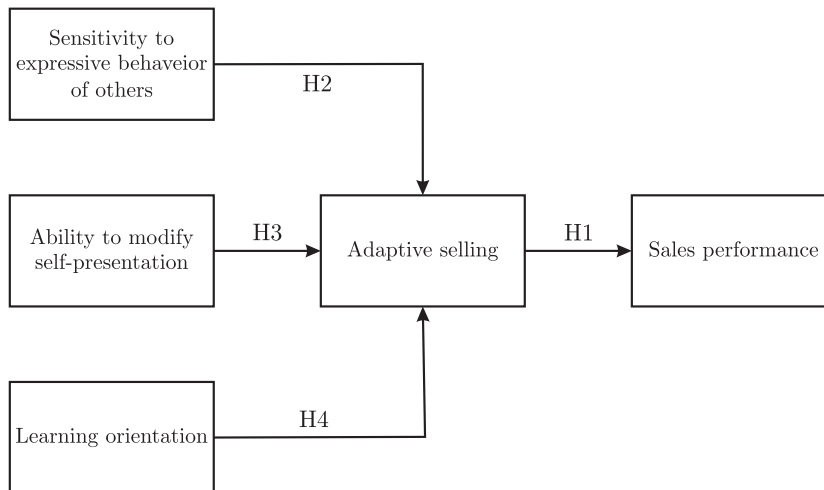 Sensitivity to
expressive behaveior
of others
H2
Ability to modify
self-presentation
H3
Adaptive selling
H1
Sales performance
Learning orientation
H4